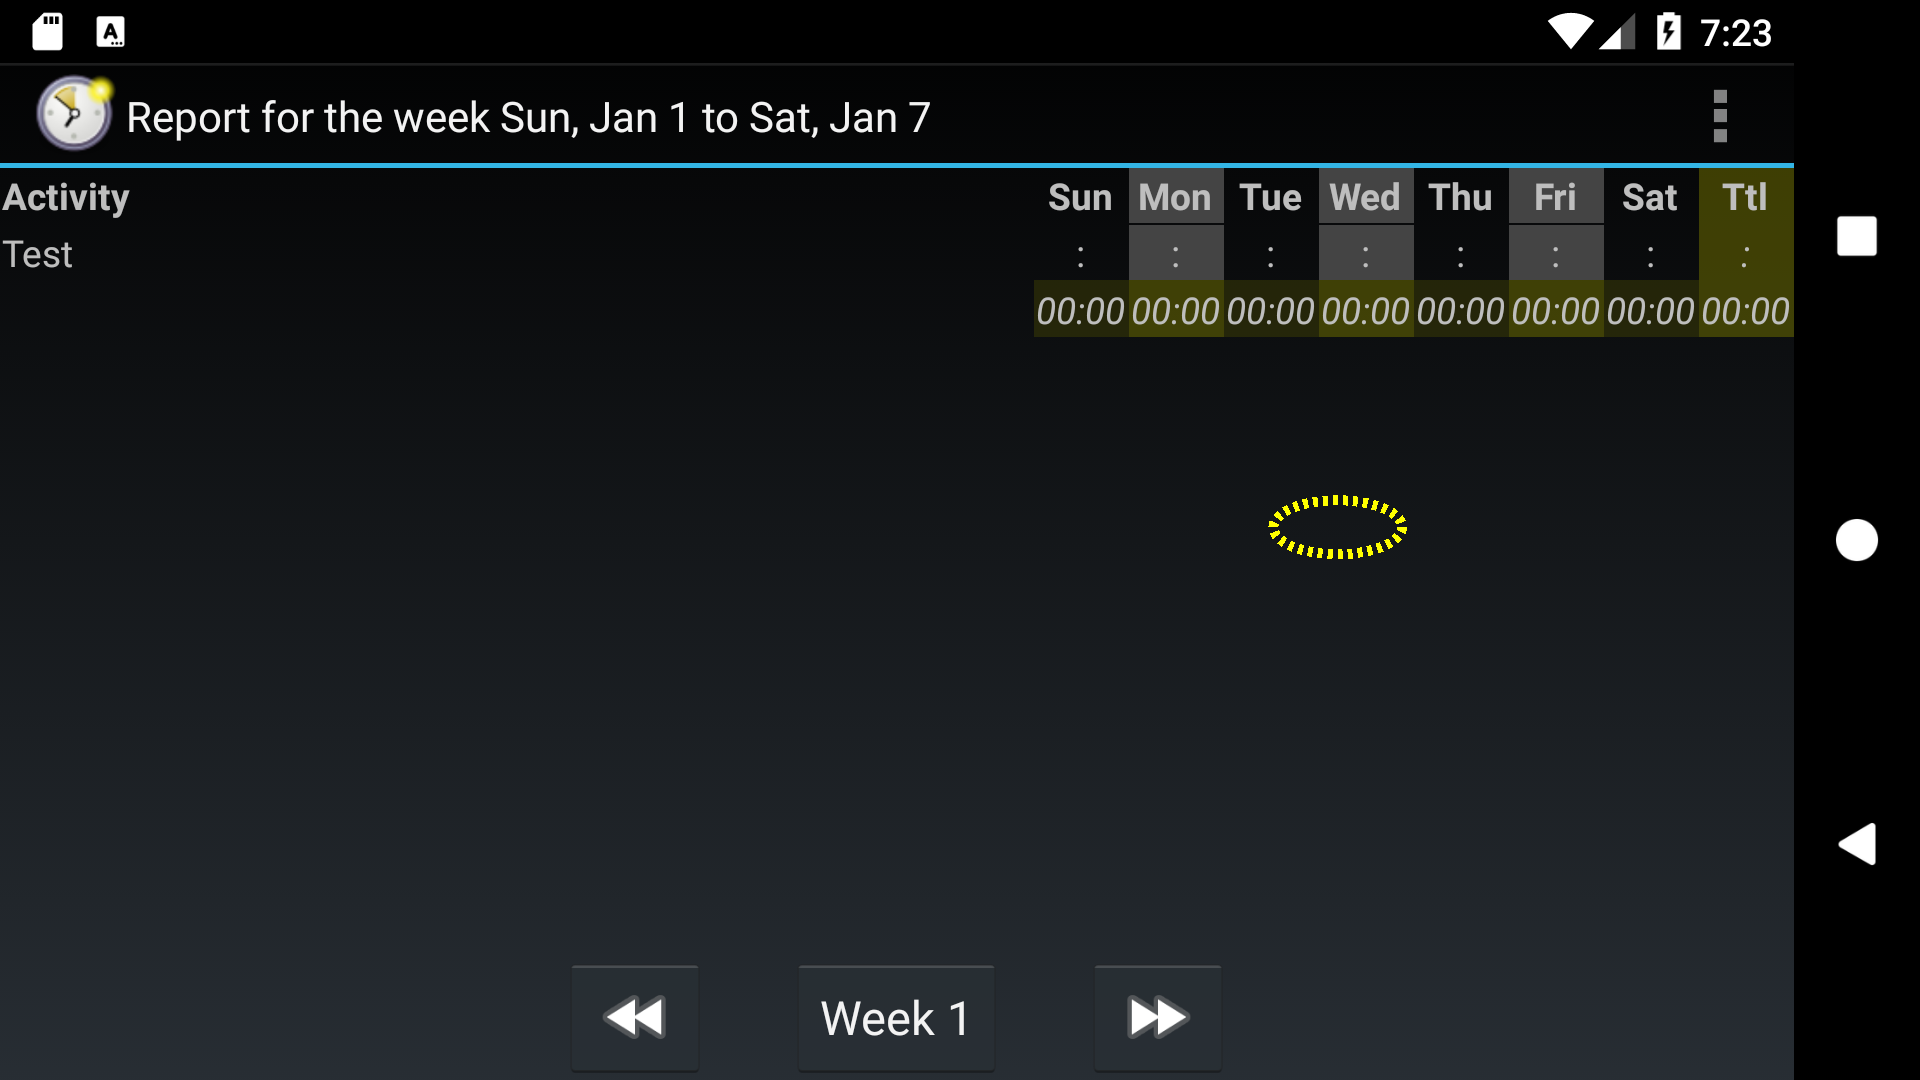 7:23
Report for the week Sun, Jan 1 to Sat, Jan 7
Activity Sun Mon Tue Wed Thu Fri Sat Ttl
Test : : : : : : : :
00:00 00:00 00:00 00:00 00:00 00:00 00:00 00:00
Week 1